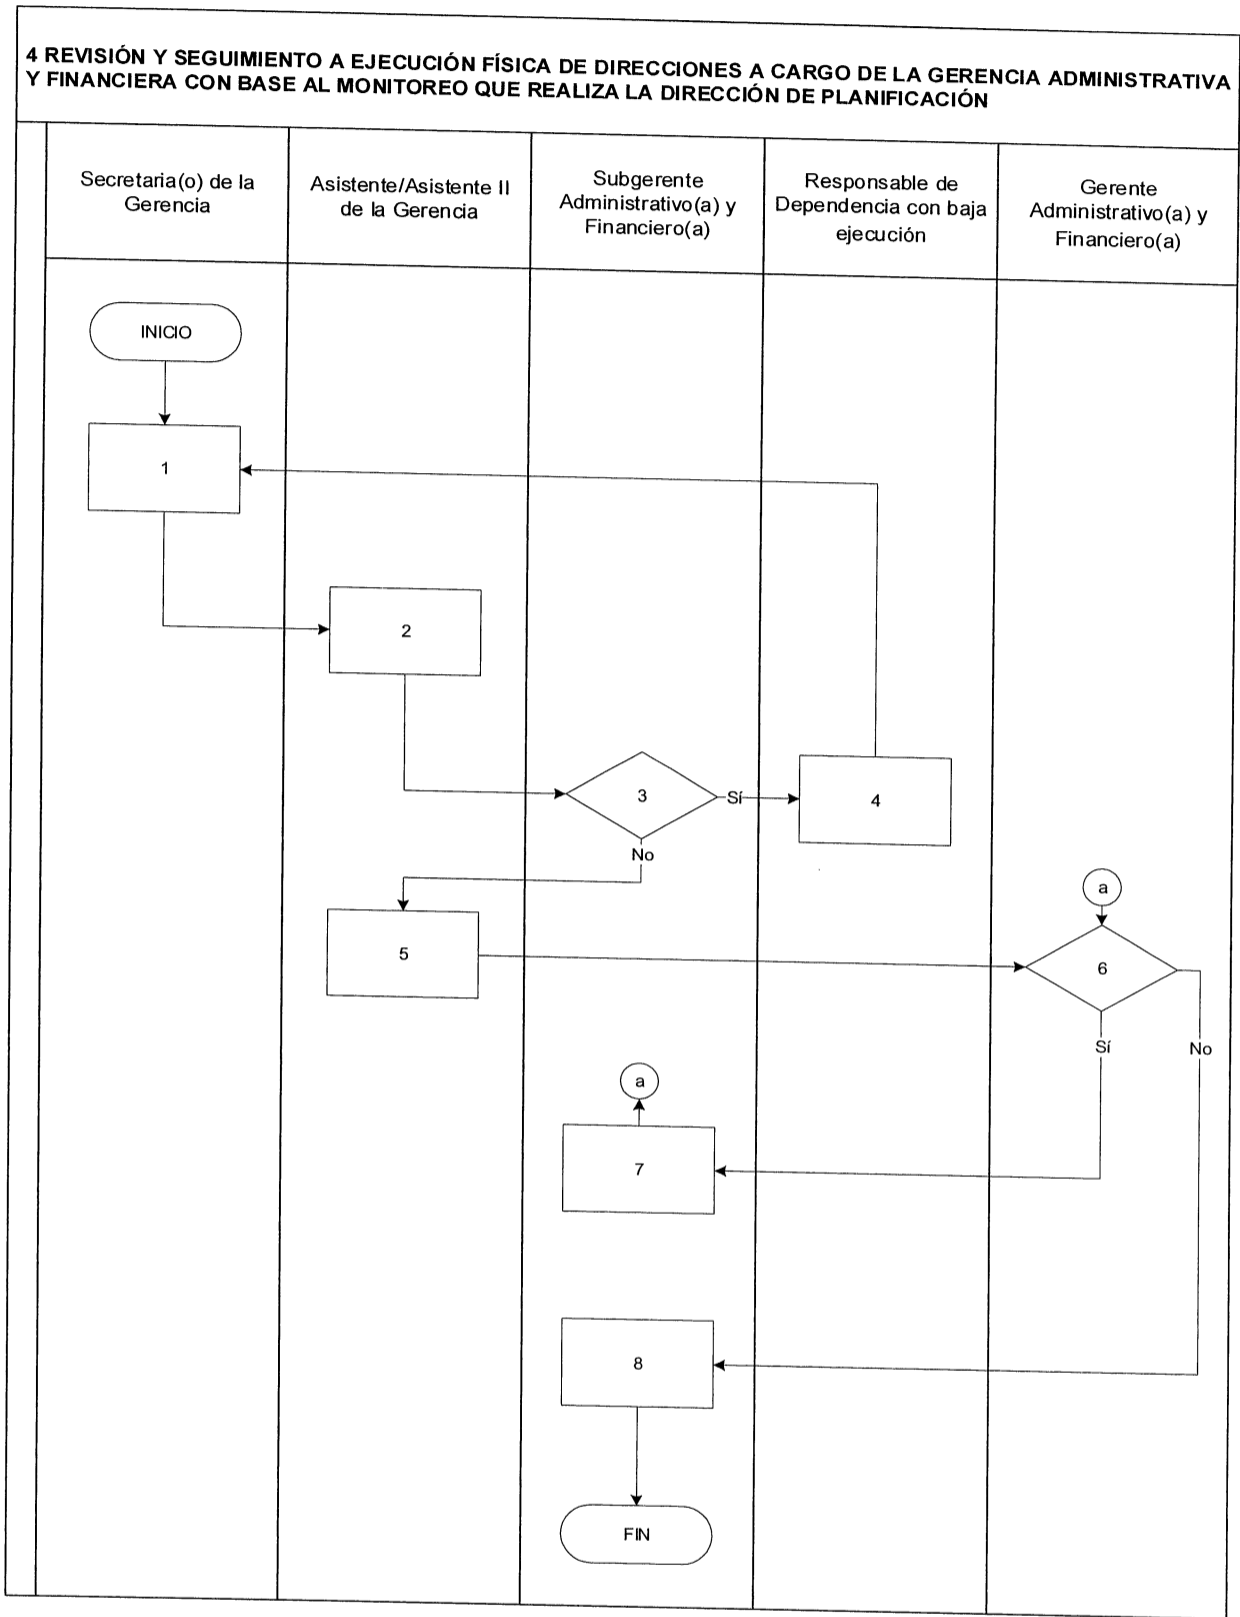 4 REVISIÓN Y SEGUIMIENTO A EJECUCIÓN FÍSICA DE DIRECCIONES A CARGO DE LA GERENCIA ADMINISTRATIVA
Y FINANCIERA CON BASE AL MONITOREO QUE REALIZA LA DIRECCIÓN DE PLANIFICACIÓN
Secretaria(o) de la
Gerencia
Asistente/Asistente II
de la Gerencia
Subgerente
Administrativo(a) y
Financiero(a)
Responsable de
Dependencia con baja
ejecución
Gerente
Administrativo(a) y
Financiero(a)
INICIO
1
2
3
Sí
4
No
a
5
6
Sí
No
a
7
8
FIN